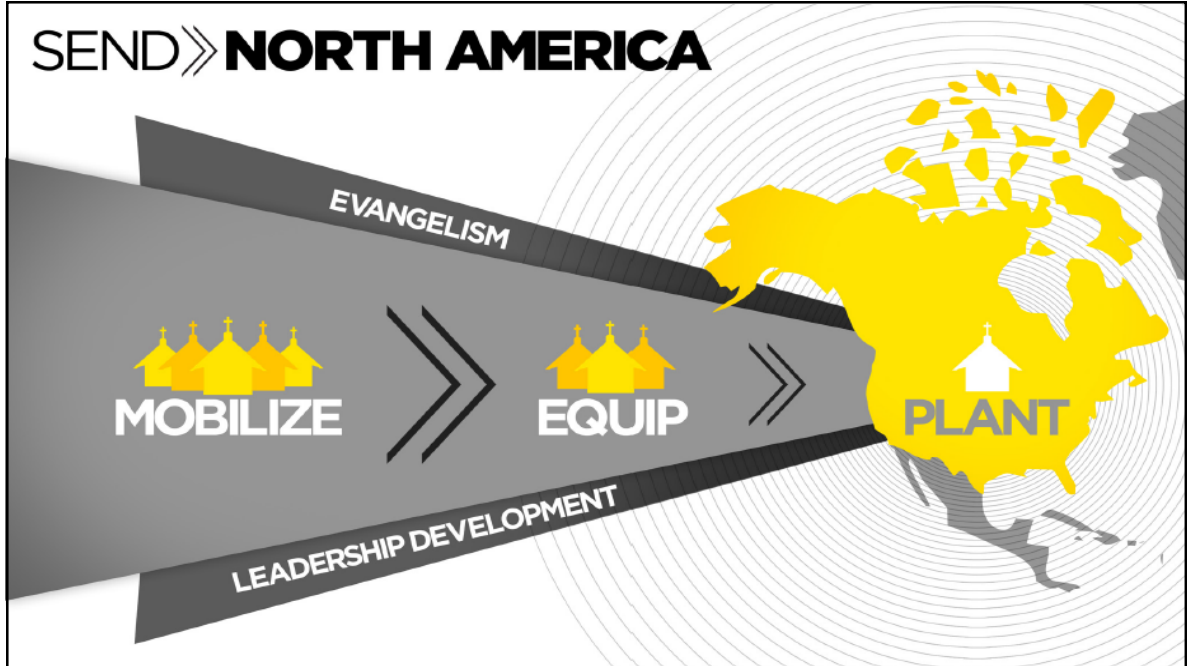 SEND>>NORTH AMERICA
EVANGELISM
MOBILIZE
EQUIP
PLANT
LEADERSHIP DEVELOPMENT